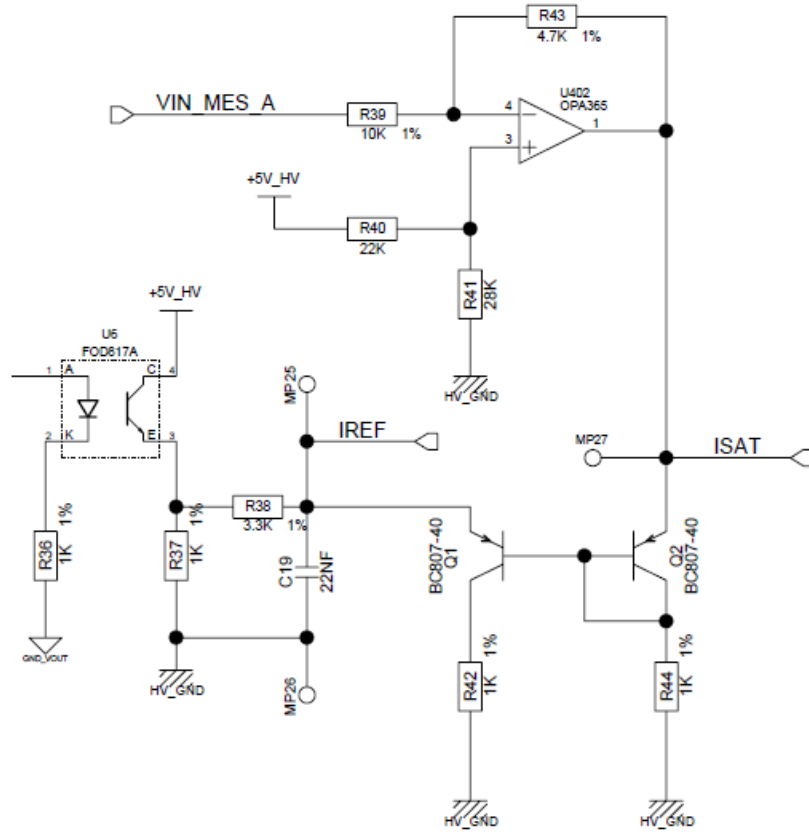 R43
4.7K 1%
U402
OPA365
VIN_MES_A
R39
10K 1%
4
3
1
+5V_HV
R40
22K
R41
28K
HV_GND
+5V_HV
U6
FOD817A
1
A
C
4
2
K
E
3
MP25
IREF
MP27
ISAT
R36
1K
1%
R37
1K
1%
R38
3.3K 1%
C19
22NF
BC807-40
Q1
Q2
BC807-40
GND_VOUT
HV_GND
MP26
R42
1K
1%
R44
1K
1%
HV_GND
HV_GND